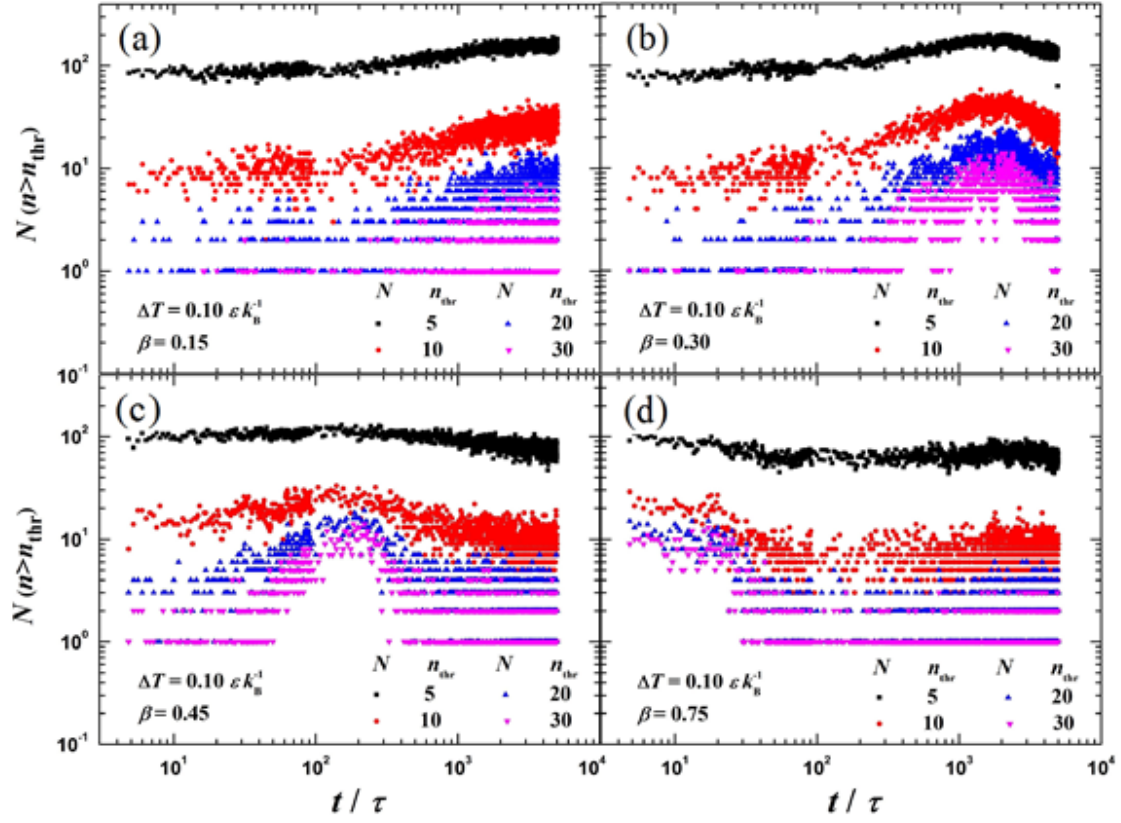 (a)
10²
10¹
10⁰
10⁻¹
N (n>n_thr)
ΔT = 0.10 ε k_B⁻¹
β = 0.15
N n_thr N n_thr
5 20
10 30
(b)
ΔT = 0.10 ε k_B⁻¹
β = 0.30
N n_thr N n_thr
5 20
10 30
(c)
10²
10¹
10⁰
10⁻¹
N (n>n_thr)
ΔT = 0.10 ε k_B⁻¹
β = 0.45
N n_thr N n_thr
5 20
10 30
10¹ 10² 10³ 10⁴
t / τ
(d)
ΔT = 0.10 ε k_B⁻¹
β = 0.75
N n_thr N n_thr
5 20
10 30
10¹ 10² 10³ 10⁴
t / τ